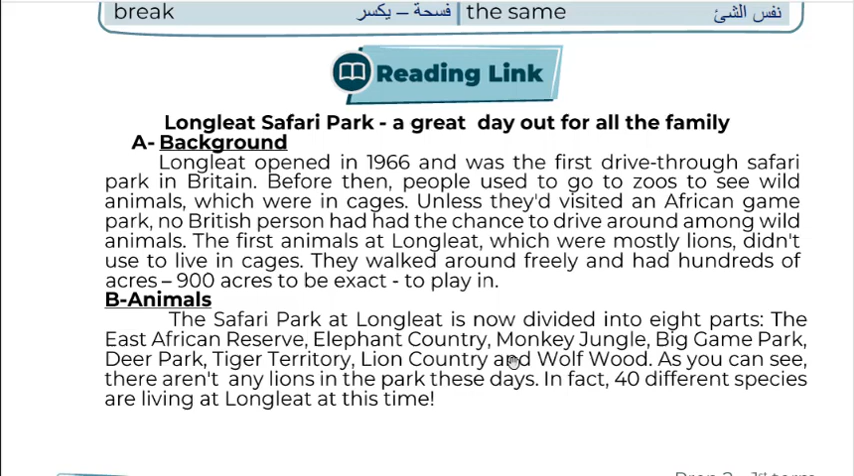 break فسحة – يكسر the same نفس الشئ
Reading Link
Longleat Safari Park - a great day out for all the family
A- Background
Longleat opened in 1966 and was the first drive-through safari
park in Britain. Before then, people used to go to zoos to see wild
animals, which were in cages. Unless they'd visited an African game
park, no British person had had the chance to drive around among wild
animals. The first animals at Longleat, which were mostly lions, didn't
use to live in cages. They walked around freely and had hundreds of
acres – 900 acres to be exact - to play in.
B-Animals
The Safari Park at Longleat is now divided into eight parts: The
East African Reserve, Elephant Country, Monkey Jungle, Big Game Park,
Deer Park, Tiger Territory, Lion Country and Wolf Wood. As you can see,
there aren't any lions in the park these days. In fact, 40 different species
are living at Longleat at this time!